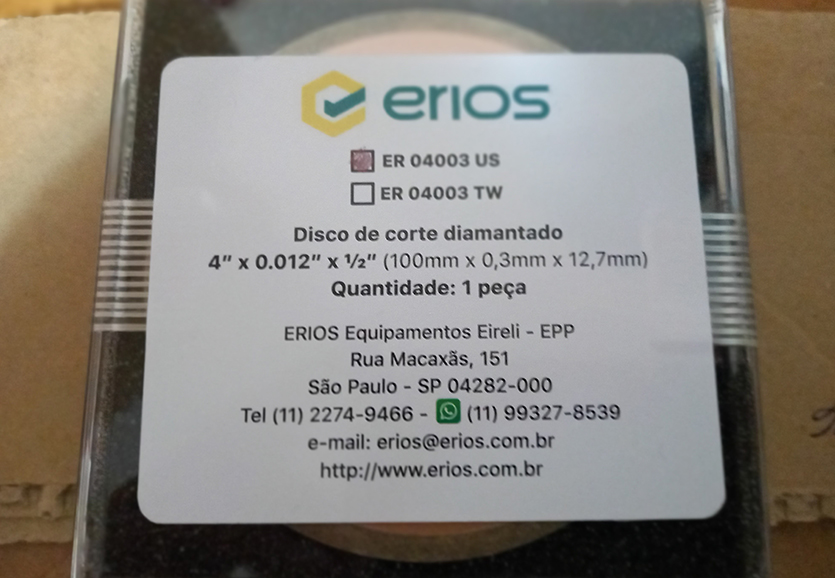 erios
ER 04003 US
ER 04003 TW
Disco de corte diamantado
4" x 0.012" x ½" (100mm x 0,3mm x 12,7mm)
Quantidade: 1 peça
ERIOS Equipamentos Eireli - EPP
Rua Macaxãs, 151
São Paulo - SP 04282-000
Tel (11) 2274-9466 - (11) 99327-8539
e-mail: erios@erios.com.br
http://www.erios.com.br